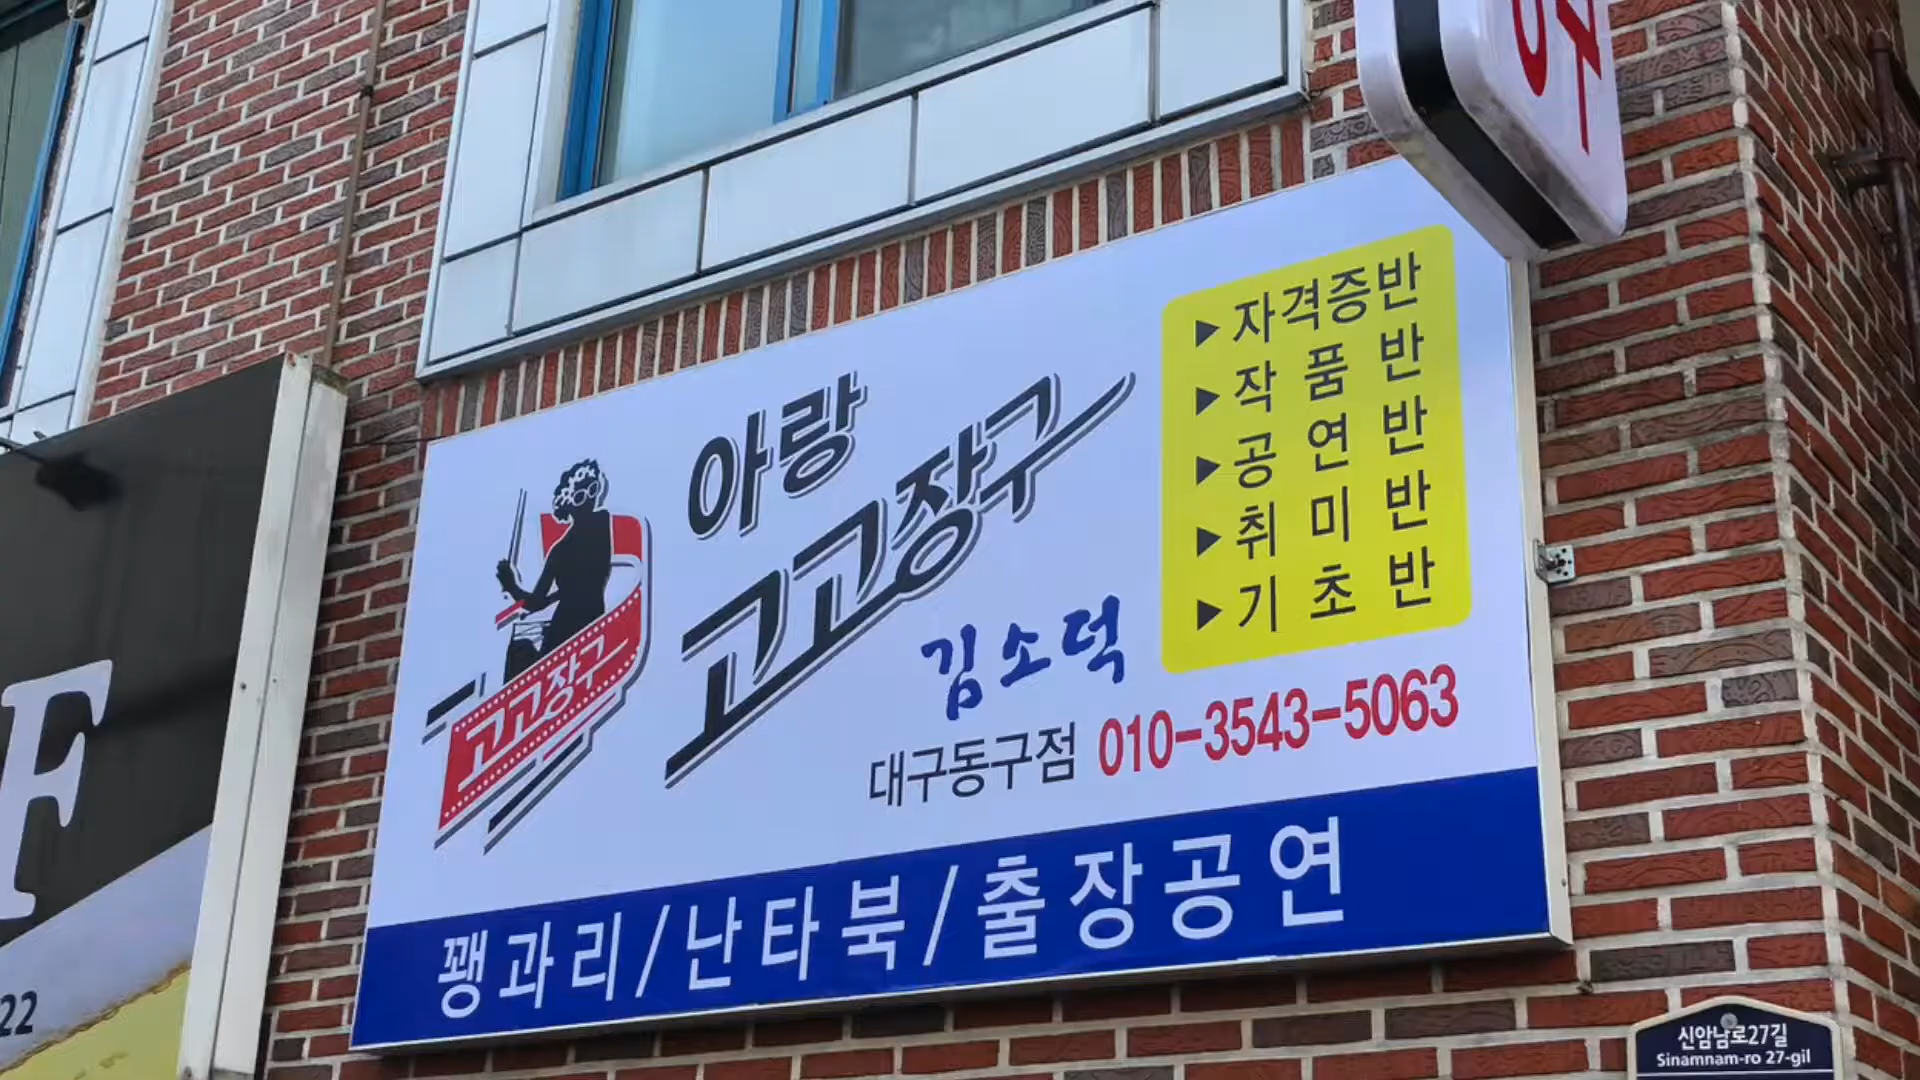 아랑
고고장구
고고장구
김소덕
대구동구점 010-3543-5063
▶자격증반
▶작품반
▶공연반
▶취미반
▶기초반
꽹과리/난타북/출장공연
F
22
신암남로27길
Sinamnam-ro 27-gil